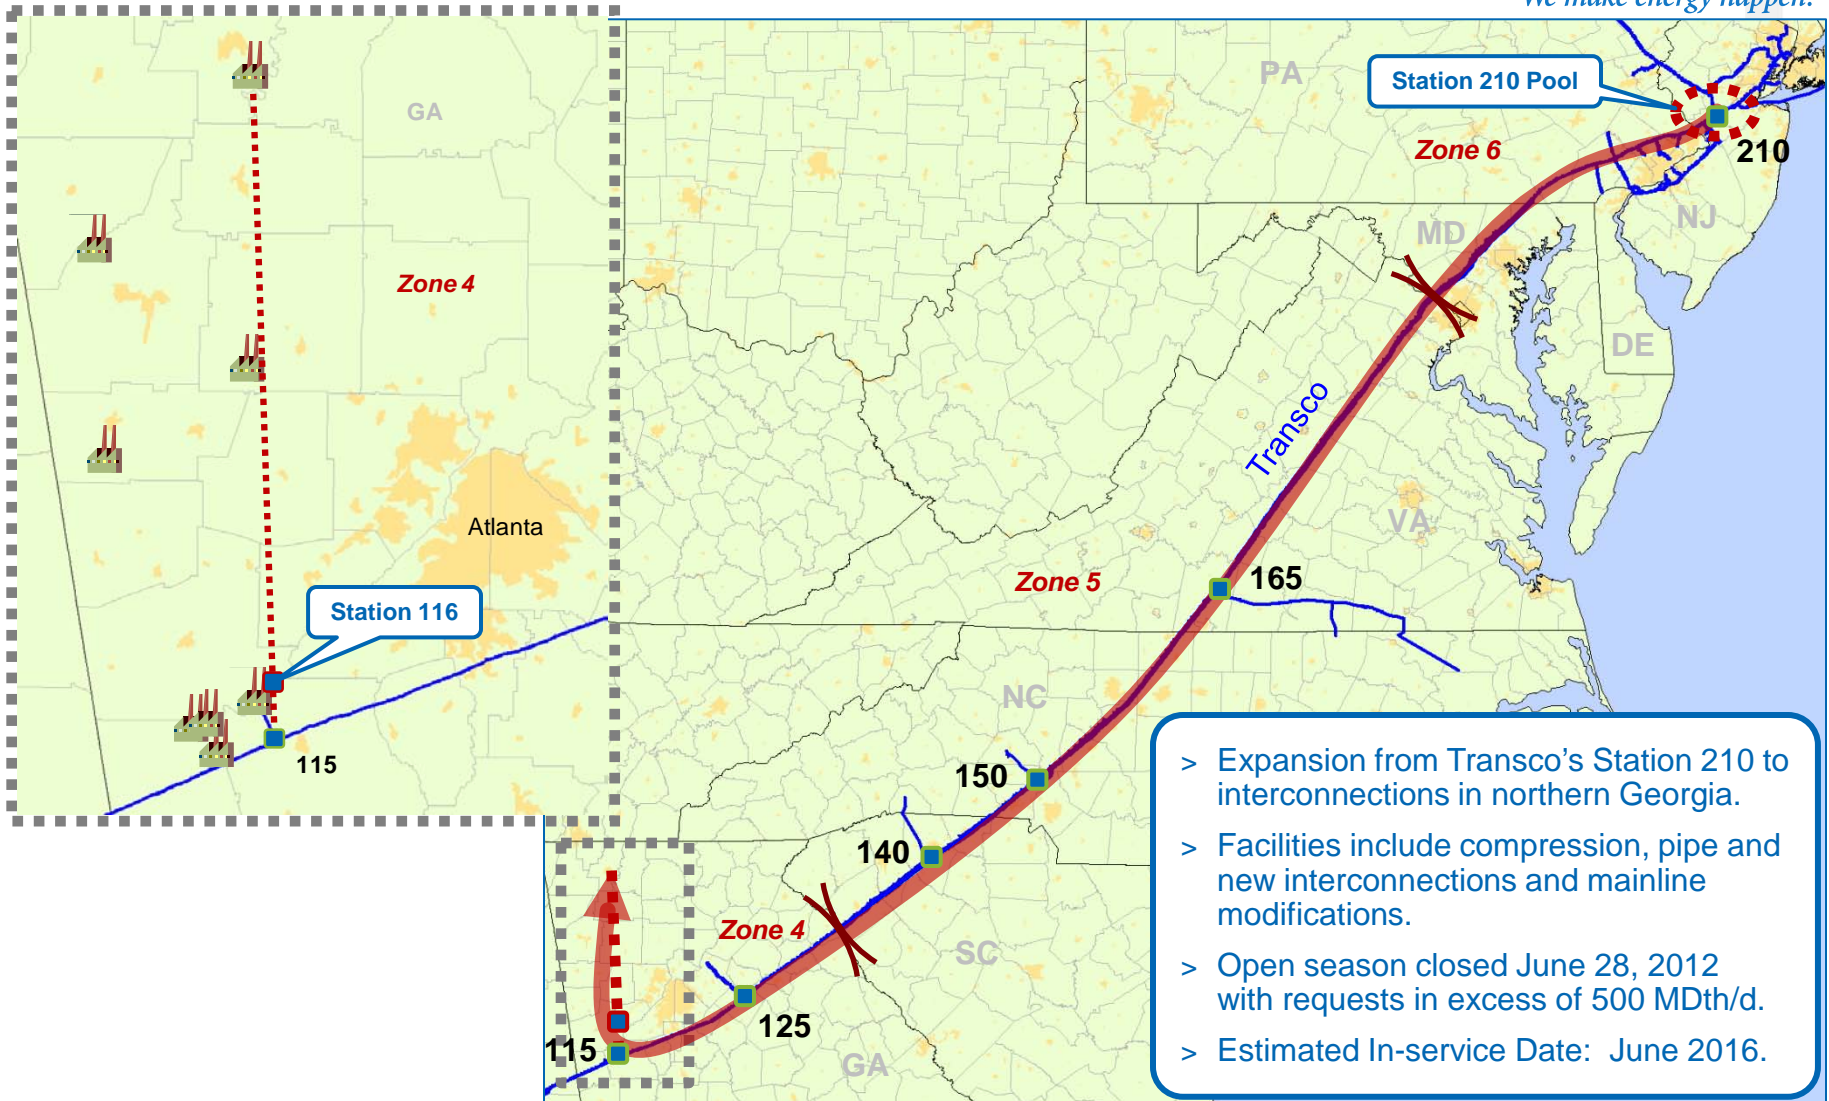 We make energy happen.
PA
Station 210 Pool
GA
Zone 6
210
NJ
MD
Zone 4
DE
Transco
Atlanta
VA
Zone 5
165
Station 116
NC
115
150
> Expansion from Transco's Station 210 to
interconnections in northern Georgia.
> Facilities include compression, pipe and
new interconnections and mainline
modifications.
> Open season closed June 28, 2012
with requests in excess of 500 MDth/d.
> Estimated In-service Date: June 2016.
140
Zone 4
SC
125
115
GA